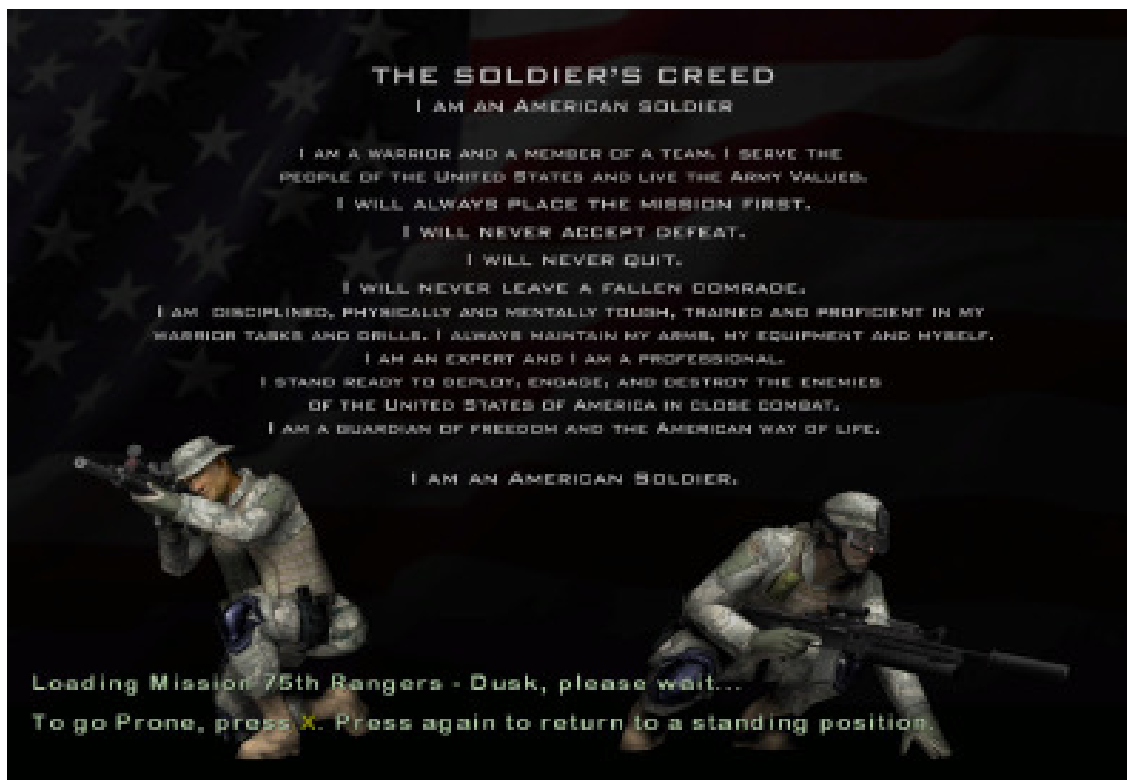 THE SOLDIER'S CREED
I AM AN AMERICAN SOLDIER
I AM A WARRIOR AND A MEMBER OF A TEAM. I SERVE THE
PEOPLE OF THE UNITED STATES AND LIVE THE ARMY VALUES.
I WILL ALWAYS PLACE THE MISSION FIRST.
I WILL NEVER ACCEPT DEFEAT.
I WILL NEVER QUIT.
I WILL NEVER LEAVE A FALLEN COMRADE.
I AM DISCIPLINED, PHYSICALLY AND MENTALLY TOUGH, TRAINED AND PROFICIENT IN MY
WARRIOR TASKS AND DRILLS. I ALWAYS MAINTAIN MY ARMS, MY EQUIPMENT AND MYSELF.
I AM AN EXPERT AND I AM A PROFESSIONAL.
I STAND READY TO DEPLOY, ENGAGE, AND DESTROY THE ENEMIES
OF THE UNITED STATES OF AMERICA IN CLOSE COMBAT.
I AM A GUARDIAN OF FREEDOM AND THE AMERICAN WAY OF LIFE.
I AM AN AMERICAN SOLDIER.
Loading Mission 75th Rangers - Dusk, please wait...
To go Prone, press X. Press again to return to a standing position.